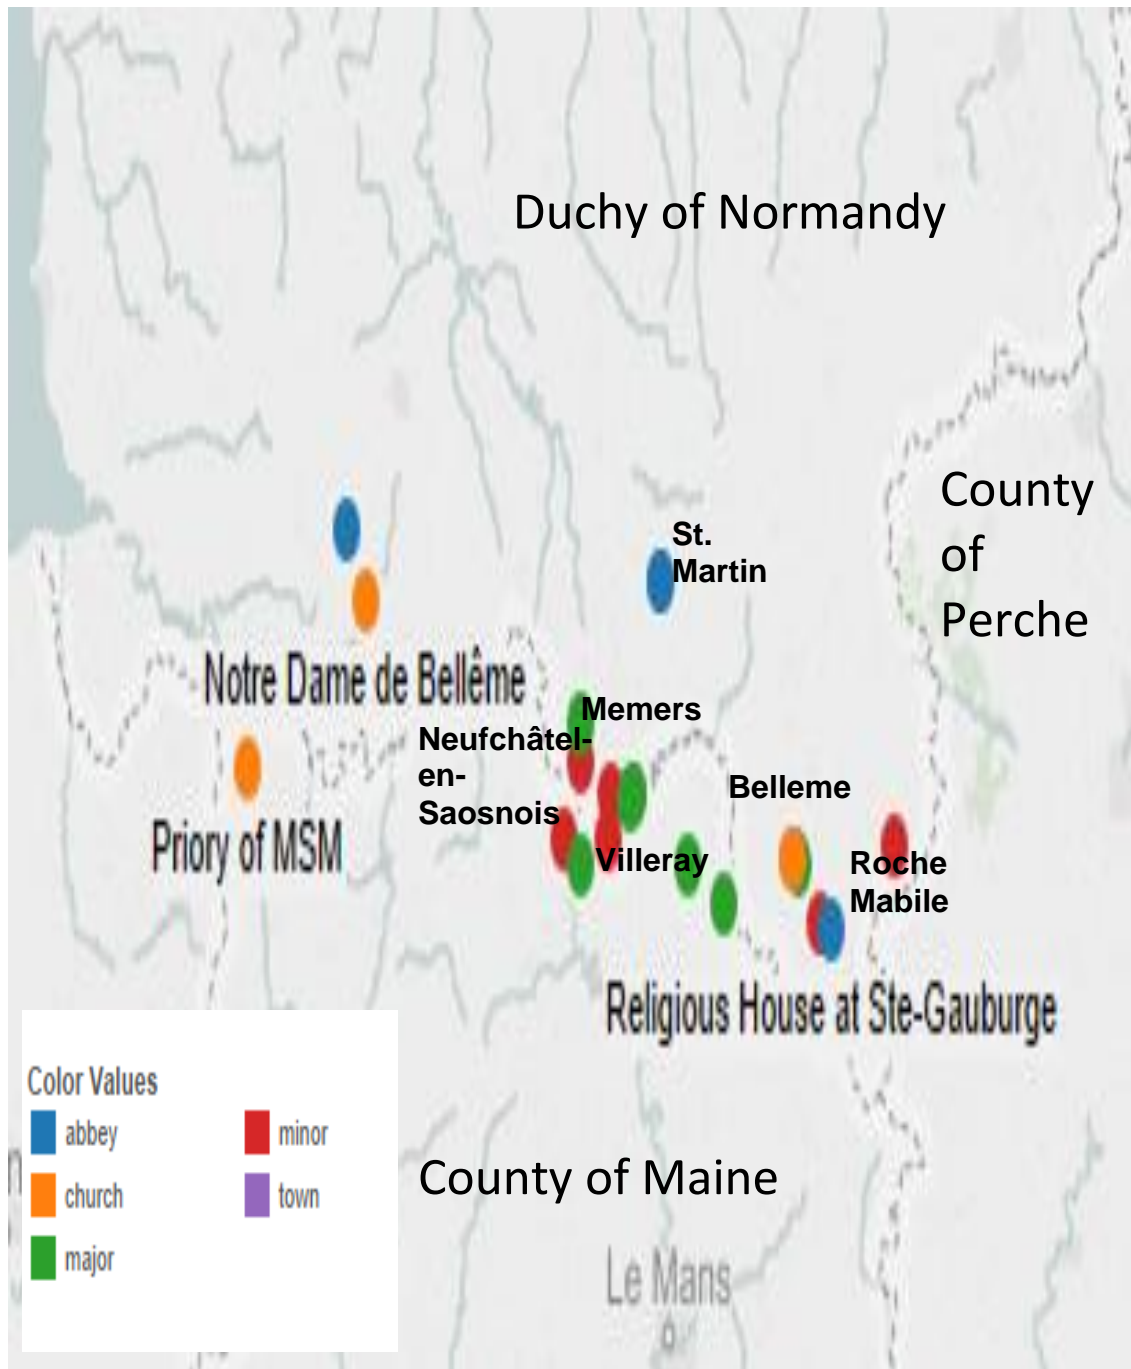 Duchy of Normandy
County
of
Perche
St.
Martin
Notre Dame de Bellême
Memers
Neufchâtel-
en-
Saosnois
Belleme
Priory of MSM
Villeray
Roche
Mabile
Religious House at Ste-Gauburge
Color Values
abbey
minor
church
town
major
County of Maine
Le Mans